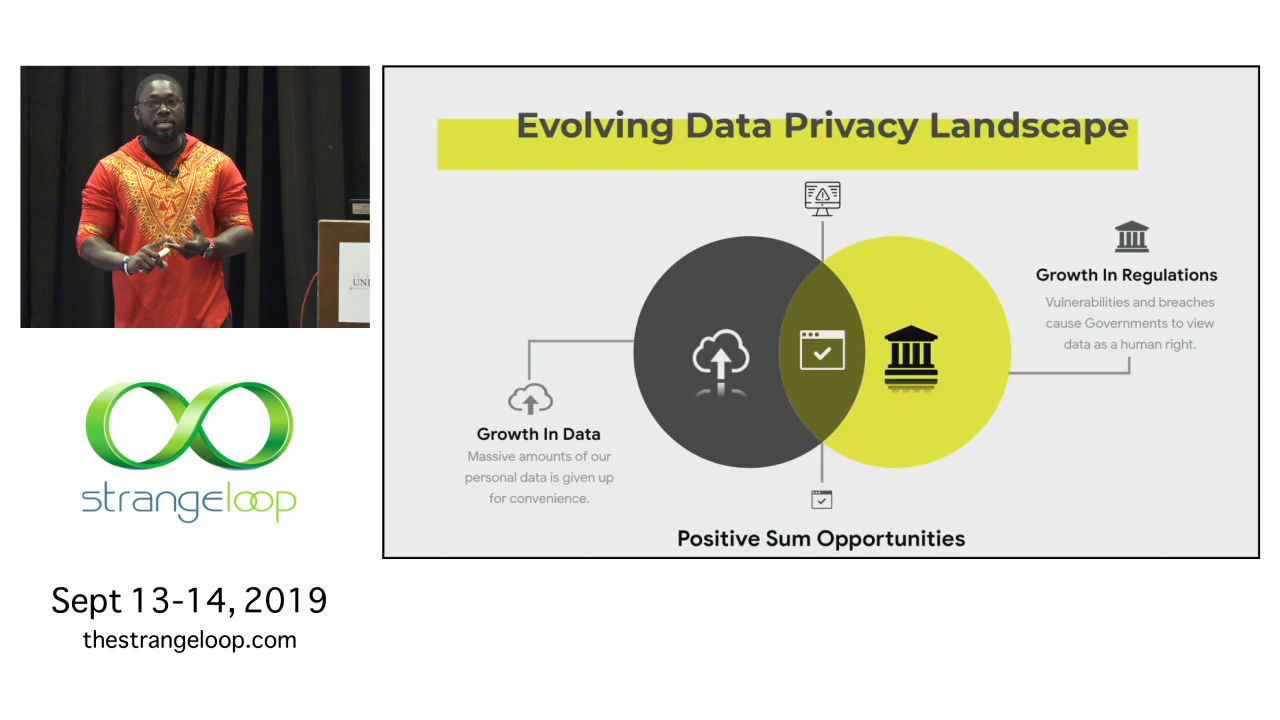 Evolving Data Privacy Landscape
Growth In Regulations
Vulnerabilities and breaches
cause Governments to view
data as a human right.
Growth In Data
Massive amounts of our
personal data is given up
for convenience.
Positive Sum Opportunities
strangeloop
Sept 13-14, 2019
thestrangeloop.com